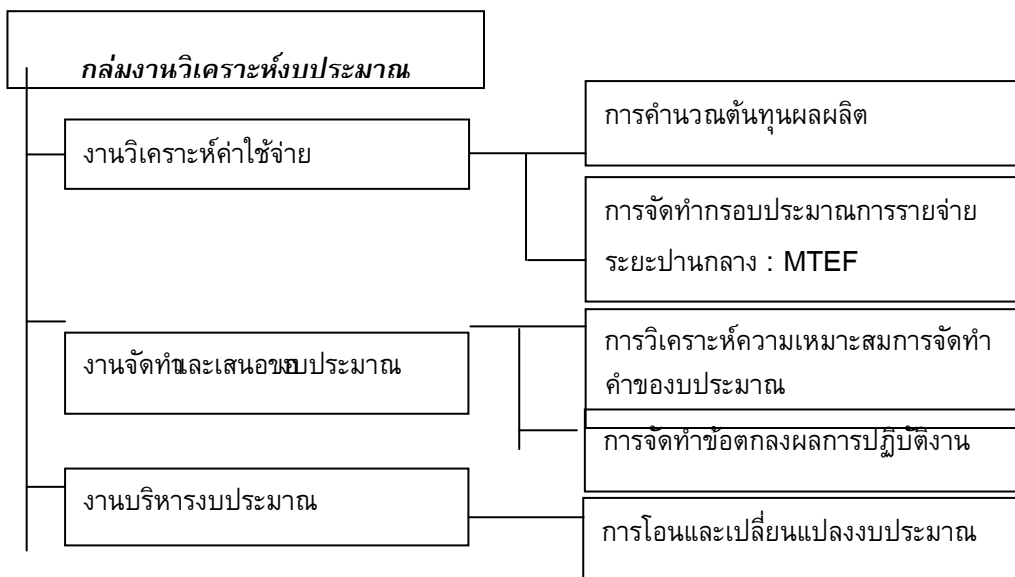 กลุ่มงานวิเคราะห์งบประมาณ
งานวิเคราะห์ค่าใช้จ่าย
การคำนวณต้นทุนผลผลิต
การจัดทำกรอบประมาณการรายจ่าย
ระยะปานกลาง : MTEF
งานจัดทำและเสนอของบประมาณ
การวิเคราะห์ความเหมาะสมการจัดทำ
คำของบประมาณ
การจัดทำข้อตกลงผลการปฏิบัติงาน
งานบริหารงบประมาณ
การโอนและเปลี่ยนแปลงงบประมาณ